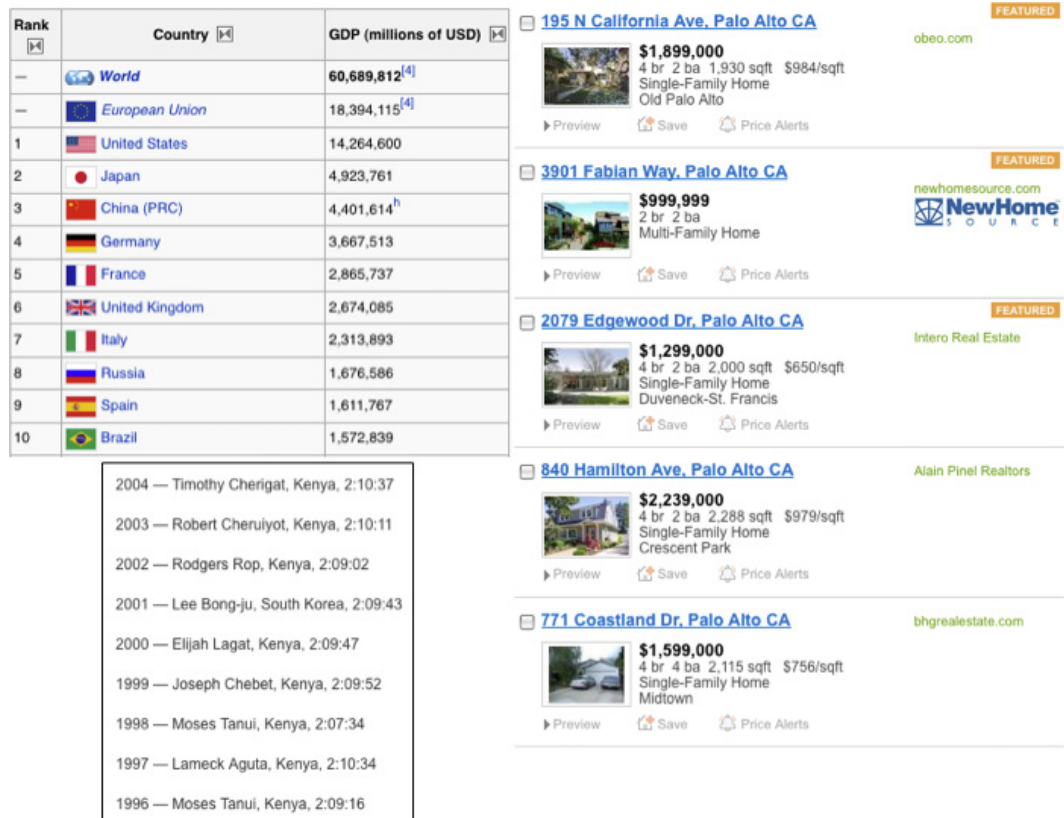 Rank Country GDP (millions of USD)
— World 60,689,812[4]
— European Union 18,394,115[4]
1 United States 14,264,600
2 Japan 4,923,761
3 China (PRC) 4,401,614h
4 Germany 3,667,513
5 France 2,865,737
6 United Kingdom 2,674,085
7 Italy 2,313,893
8 Russia 1,676,586
9 Spain 1,611,767
10 Brazil 1,572,839
2004 — Timothy Cherigat, Kenya, 2:10:37
2003 — Robert Cheruiyot, Kenya, 2:10:11
2002 — Rodgers Rop, Kenya, 2:09:02
2001 — Lee Bong-ju, South Korea, 2:09:43
2000 — Elijah Lagat, Kenya, 2:09:47
1999 — Joseph Chebet, Kenya, 2:09:52
1998 — Moses Tanui, Kenya, 2:07:34
1997 — Lameck Aguta, Kenya, 2:10:34
1996 — Moses Tanui, Kenya, 2:09:16
FEATURED
195 N California Ave, Palo Alto CA
obeo.com
$1,899,000
4 br 2 ba 1,930 sqft $984/sqft
Single-Family Home
Old Palo Alto
Preview Save Price Alerts
FEATURED
3901 Fabian Way, Palo Alto CA
newhomesource.com
NewHome
SOURCE
$999,999
2 br 2 ba
Multi-Family Home
Preview Save Price Alerts
FEATURED
2079 Edgewood Dr, Palo Alto CA
Intero Real Estate
$1,299,000
4 br 2 ba 2,000 sqft $650/sqft
Single-Family Home
Duveneck-St. Francis
Preview Save Price Alerts
840 Hamilton Ave, Palo Alto CA
Alain Pinel Realtors
$2,239,000
4 br 2 ba 2,288 sqft $979/sqft
Single-Family Home
Crescent Park
Preview Save Price Alerts
771 Coastland Dr, Palo Alto CA
bhgrealestate.com
$1,599,000
4 br 4 ba 2,115 sqft $756/sqft
Single-Family Home
Midtown
Preview Save Price Alerts